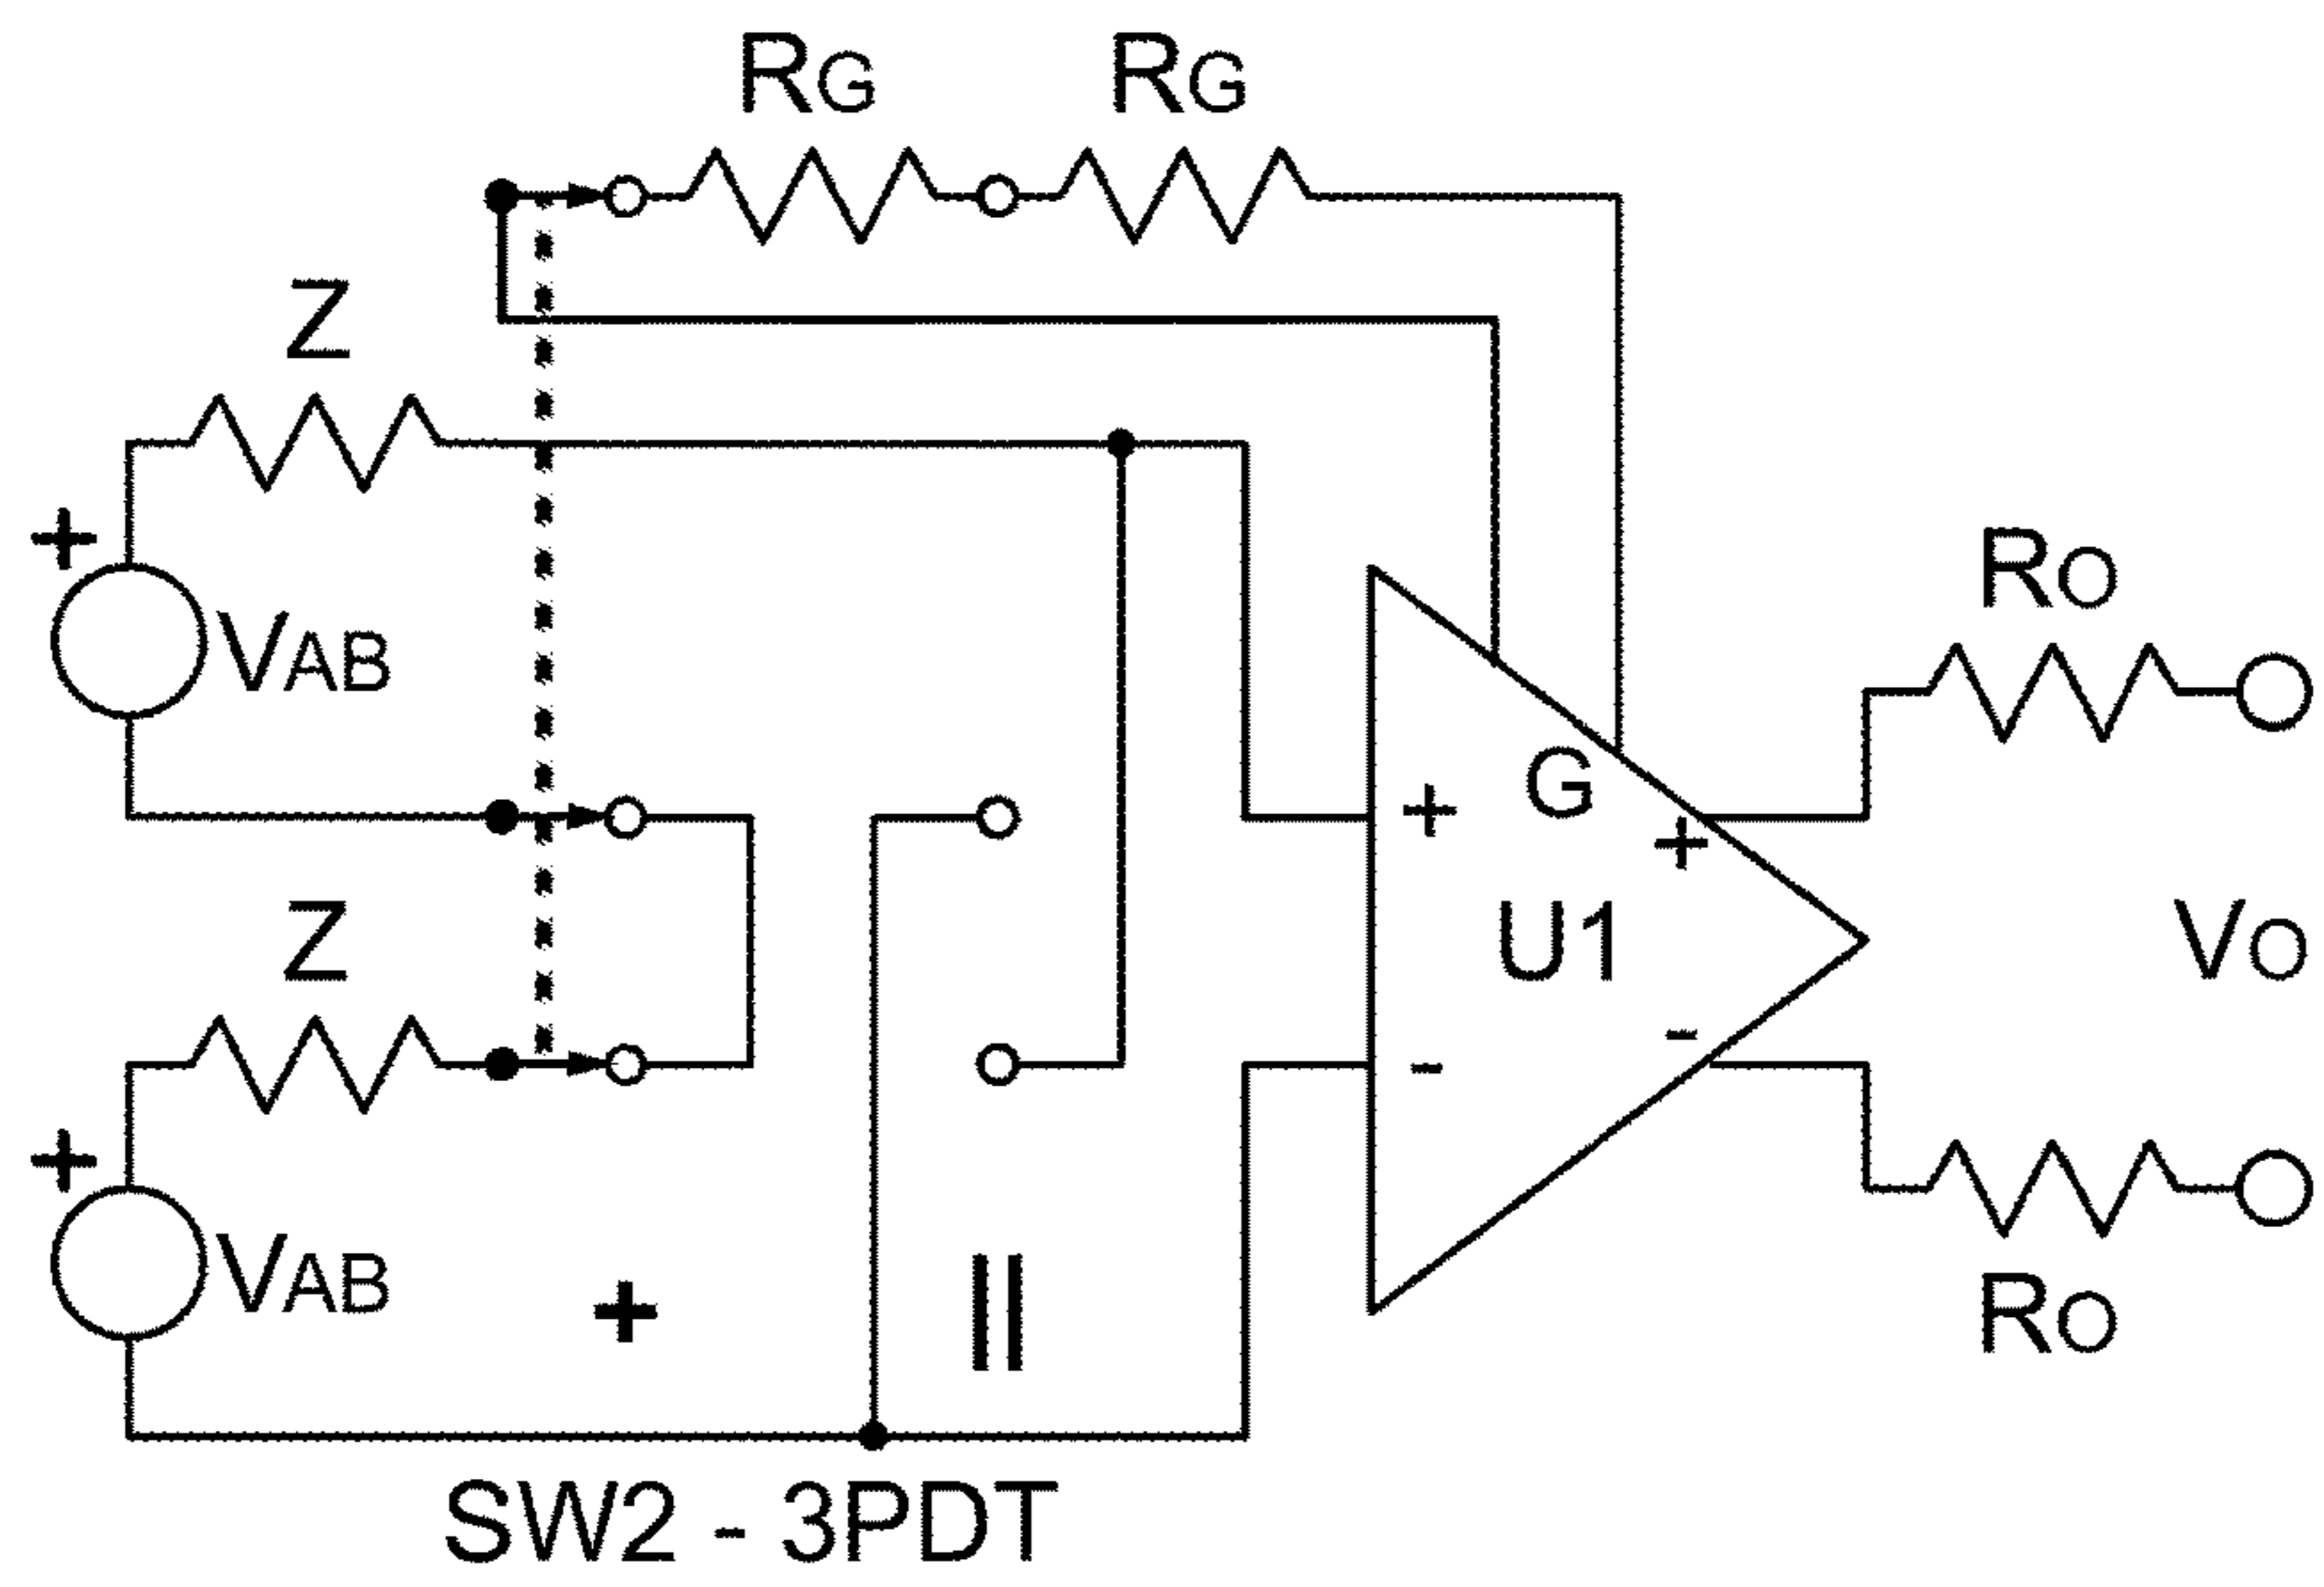 RG RG
Z
+
VAB
RO
+ G +
Z
U1
VO
- -
+
VAB
+ ||
RO
SW2 - 3PDT